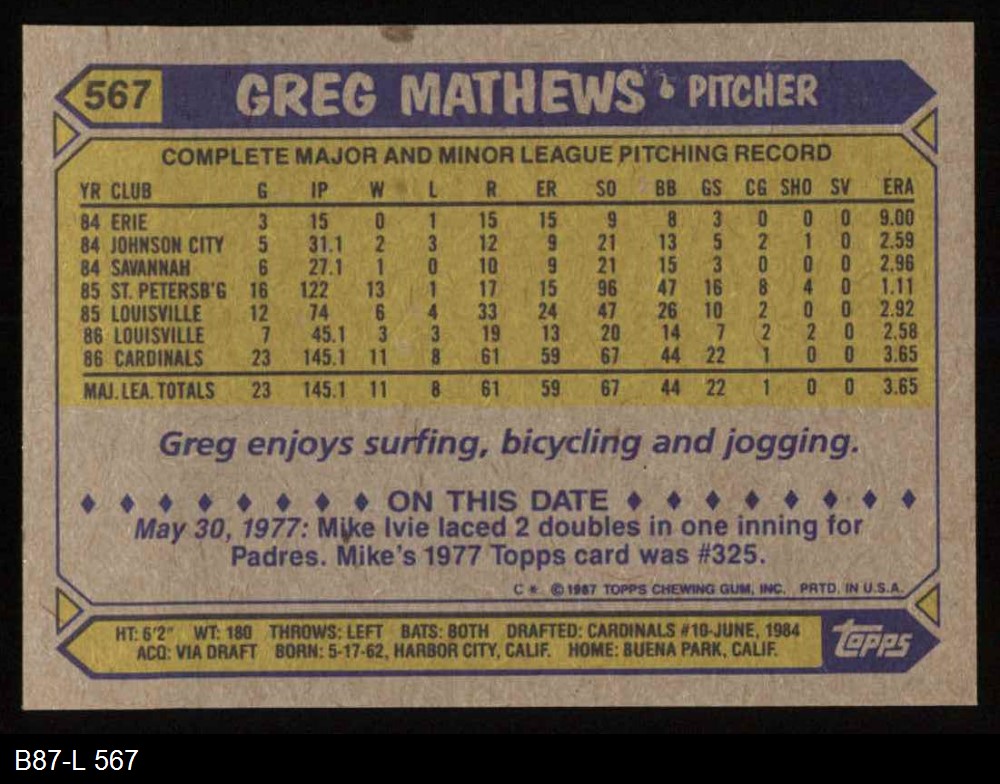 567 GREG MATHEWS • PITCHER
COMPLETE MAJOR AND MINOR LEAGUE PITCHING RECORD
YR CLUB G IP W L R ER SO BB GS CG SHO SV ERA
84 ERIE 3 15 0 1 15 15 9 8 3 0 0 0 9.00
84 JOHNSON CITY 5 31.1 2 3 12 9 21 13 5 2 1 0 2.59
84 SAVANNAH 6 27.1 1 0 10 9 21 15 3 0 0 0 2.96
85 ST. PETERSB'G 16 122 13 1 17 15 96 47 16 8 4 0 1.11
85 LOUISVILLE 12 74 6 4 33 24 47 26 10 2 0 0 2.92
86 LOUISVILLE 7 45.1 3 3 19 13 20 14 7 2 2 0 2.58
86 CARDINALS 23 145.1 11 8 61 59 67 44 22 1 0 0 3.65
MAJ. LEA. TOTALS 23 145.1 11 8 61 59 67 44 22 1 0 0 3.65
Greg enjoys surfing, bicycling and jogging.
ON THIS DATE
May 30, 1977: Mike Ivie laced 2 doubles in one inning for
Padres. Mike's 1977 Topps card was #325.
C * ©1987 TOPPS CHEWING GUM, INC. PRTD. IN U.S.A.
HT: 6'2" WT: 180 THROWS: LEFT BATS: BOTH DRAFTED: CARDINALS #10-JUNE, 1984
ACQ: VIA DRAFT BORN: 5-17-62, HARBOR CITY, CALIF. HOME: BUENA PARK, CALIF.
topps
B87-L 567